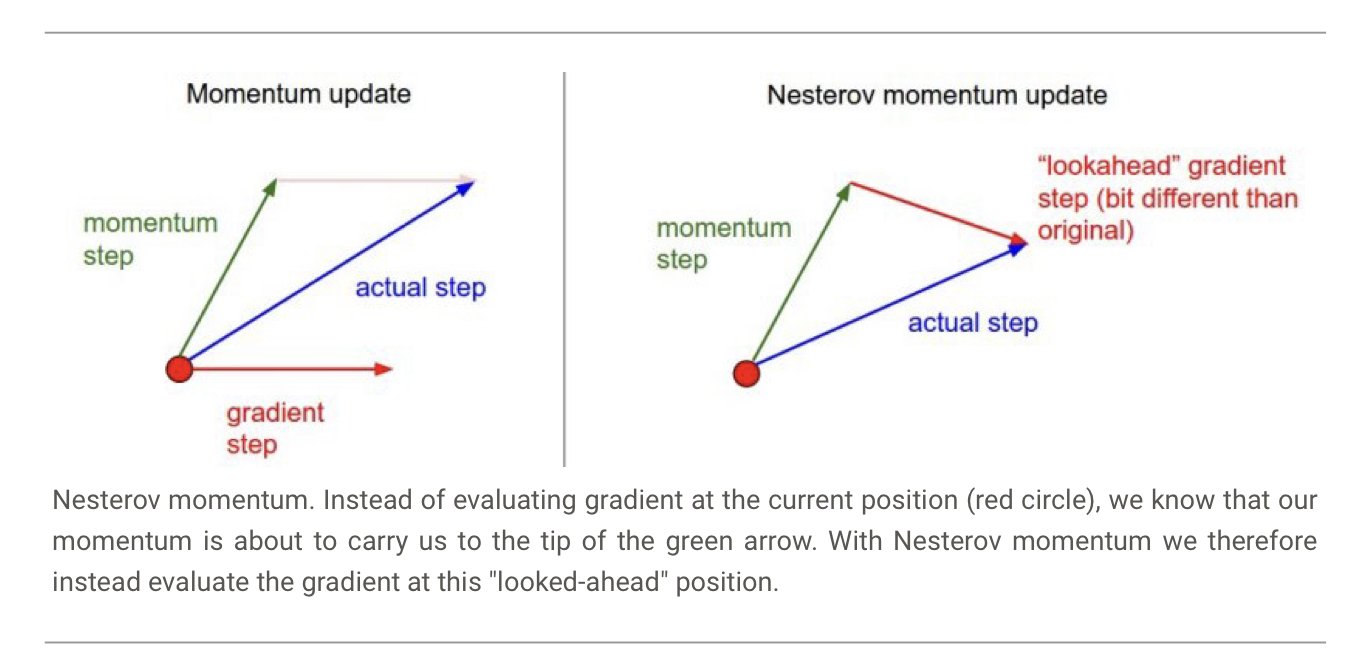 Momentum update
momentum
step
actual step
gradient
step
Nesterov momentum update
“lookahead” gradient
step (bit different than
original)
momentum
step
actual step
Nesterov momentum. Instead of evaluating gradient at the current position (red circle), we know that our
momentum is about to carry us to the tip of the green arrow. With Nesterov momentum we therefore
instead evaluate the gradient at this "looked-ahead" position.